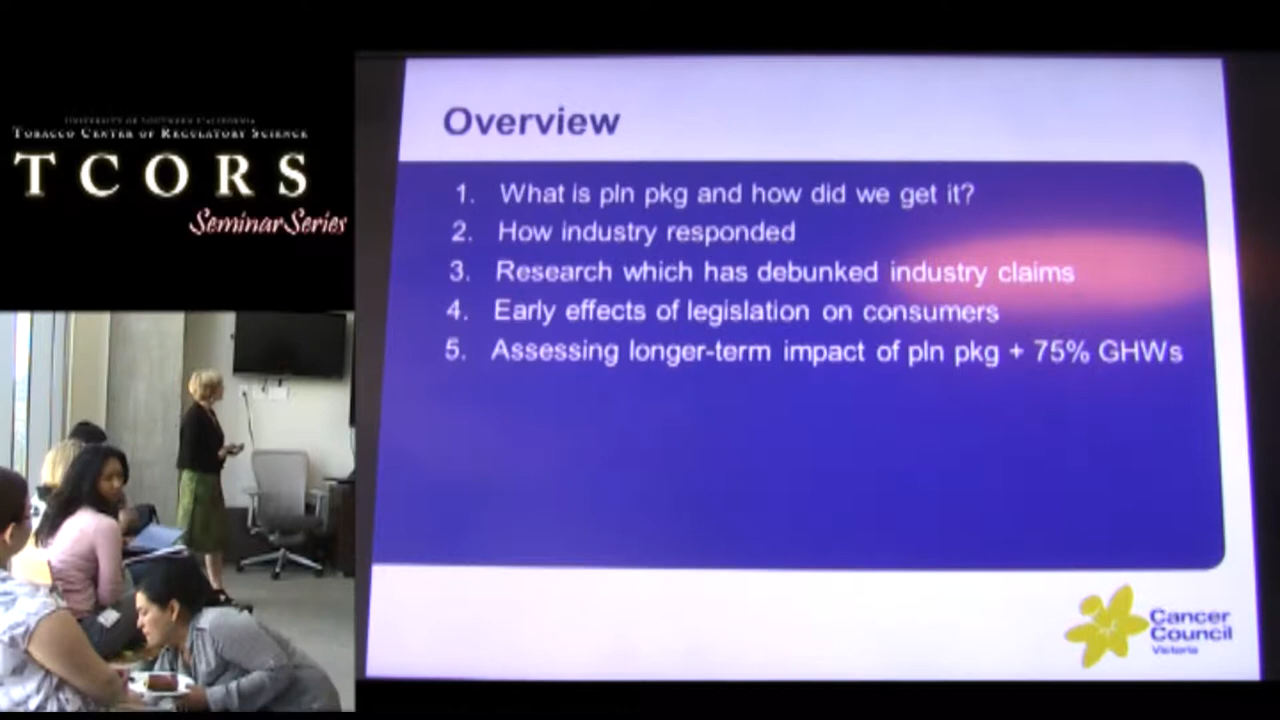 UNIVERSITY OF SOUTHERN CALIFORNIA
TOBACCO CENTER OF REGULATORY SCIENCE
TCORS
Seminar Series
Overview
1. What is pln pkg and how did we get it?
2. How industry responded
3. Research which has debunked industry claims
4. Early effects of legislation on consumers
5. Assessing longer-term impact of pln pkg + 75% GHWs
Cancer
Council
Victoria